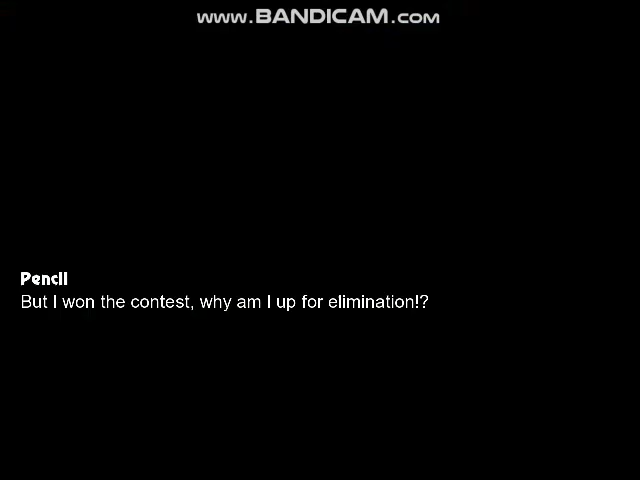 www.BANDICAM.com
Pencil
But I won the contest, why am I up for elimination!?